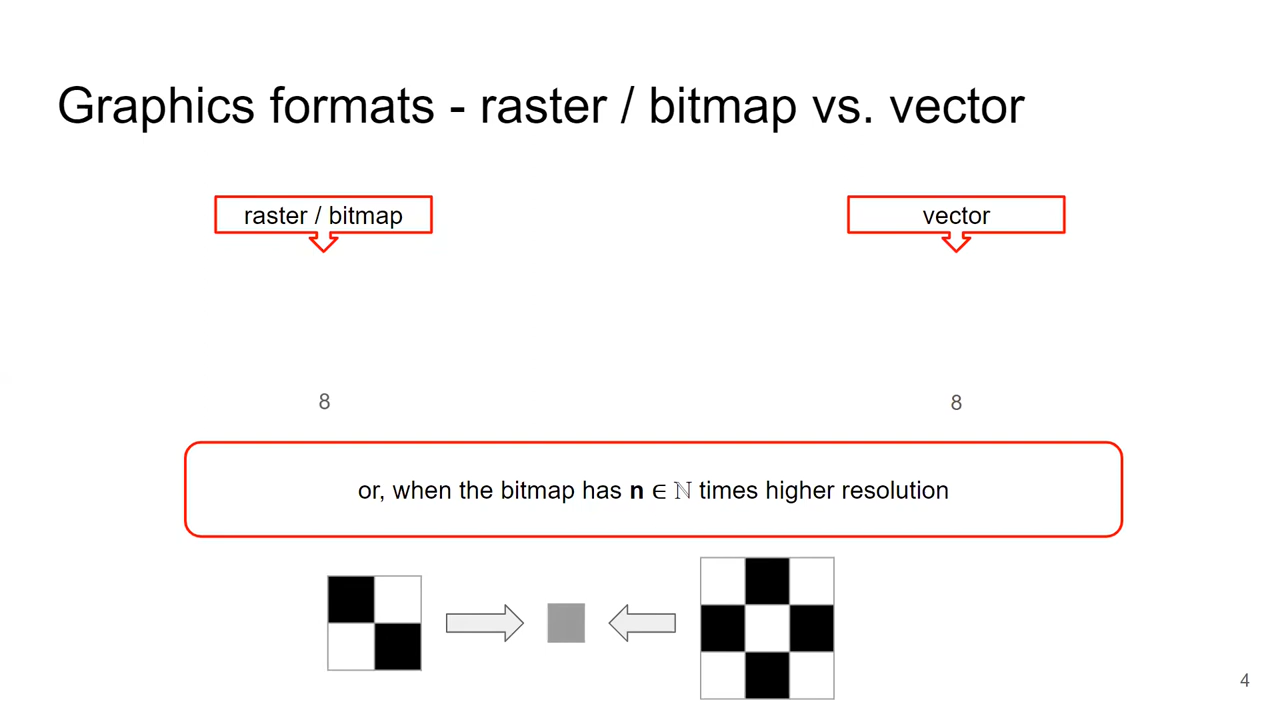 Graphics formats - raster / bitmap vs. vector
raster / bitmap
vector
8
8
or, when the bitmap has n ∈ ℕ times higher resolution
4